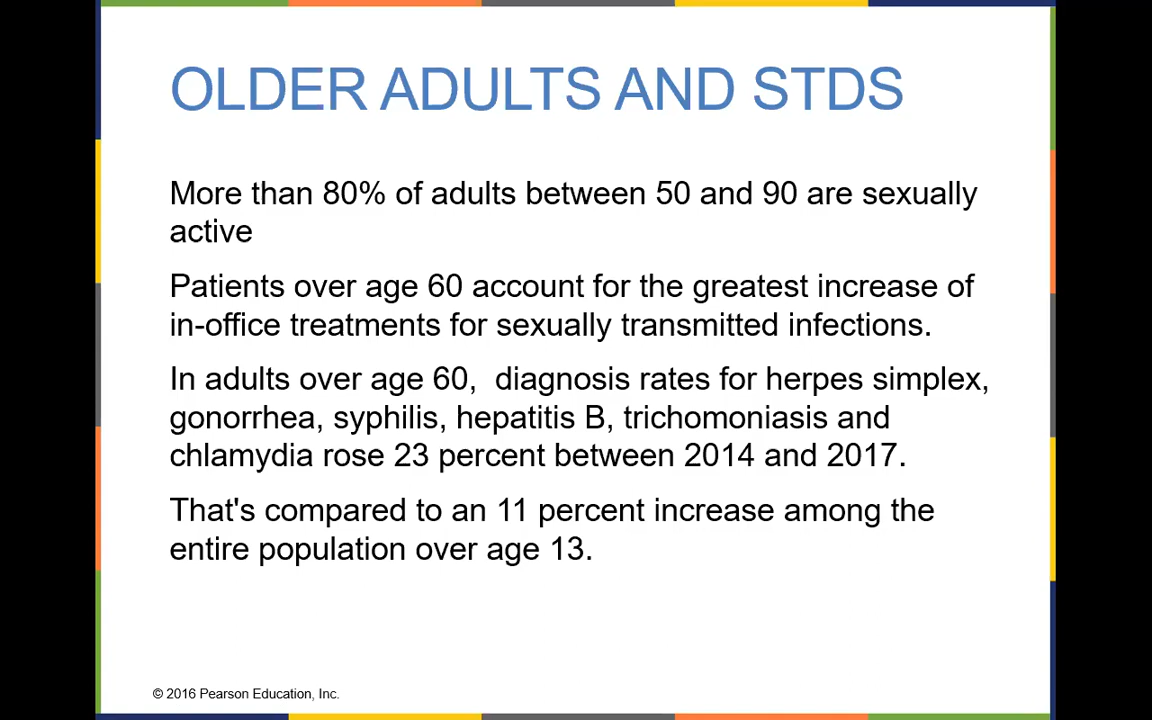 OLDER ADULTS AND STDS
More than 80% of adults between 50 and 90 are sexually
active
Patients over age 60 account for the greatest increase of
in-office treatments for sexually transmitted infections.
In adults over age 60,  diagnosis rates for herpes simplex,
gonorrhea, syphilis, hepatitis B, trichomoniasis and
chlamydia rose 23 percent between 2014 and 2017.
That's compared to an 11 percent increase among the
entire population over age 13.
© 2016 Pearson Education, Inc.